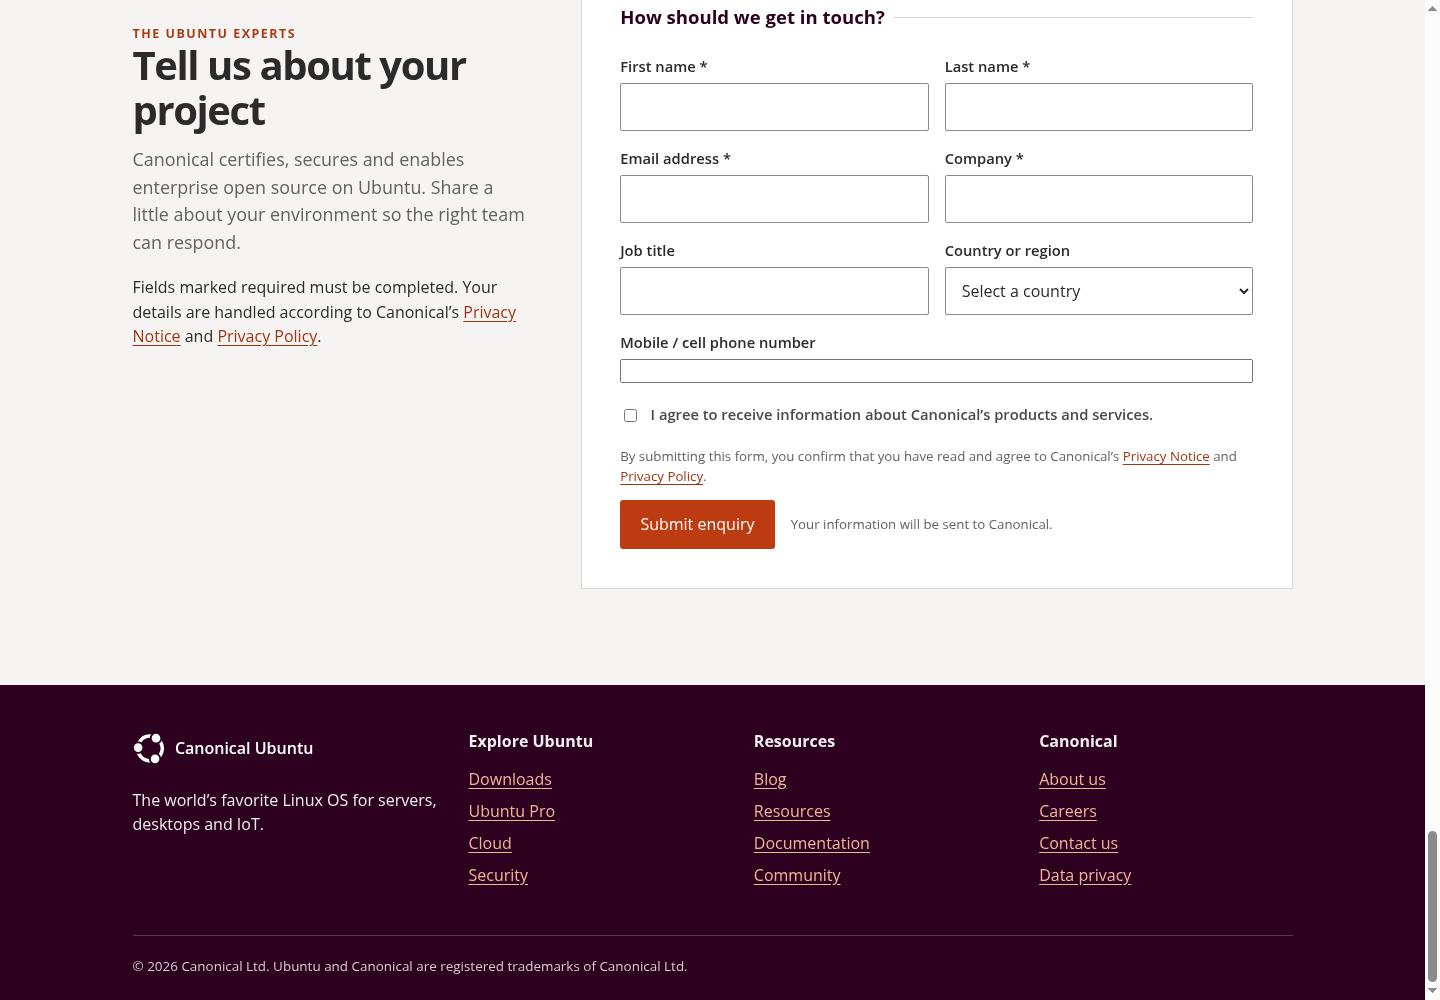 THE UBUNTU EXPERTS
Tell us about your
project
Canonical certifies, secures and enables
enterprise open source on Ubuntu. Share a
little about your environment so the right team
can respond.
Fields marked required must be completed. Your
details are handled according to Canonical’s Privacy
Notice and Privacy Policy.
How should we get in touch?
First name *
Last name *
Email address *
Company *
Job title
Country or region
Select a country
Mobile / cell phone number
I agree to receive information about Canonical’s products and services.
By submitting this form, you confirm that you have read and agree to Canonical’s Privacy Notice and
Privacy Policy.
Submit enquiry
Your information will be sent to Canonical.
Canonical Ubuntu
The world’s favorite Linux OS for servers,
desktops and IoT.
Explore Ubuntu
Downloads
Ubuntu Pro
Cloud
Security
Resources
Blog
Resources
Documentation
Community
Canonical
About us
Careers
Contact us
Data privacy
© 2026 Canonical Ltd. Ubuntu and Canonical are registered trademarks of Canonical Ltd.